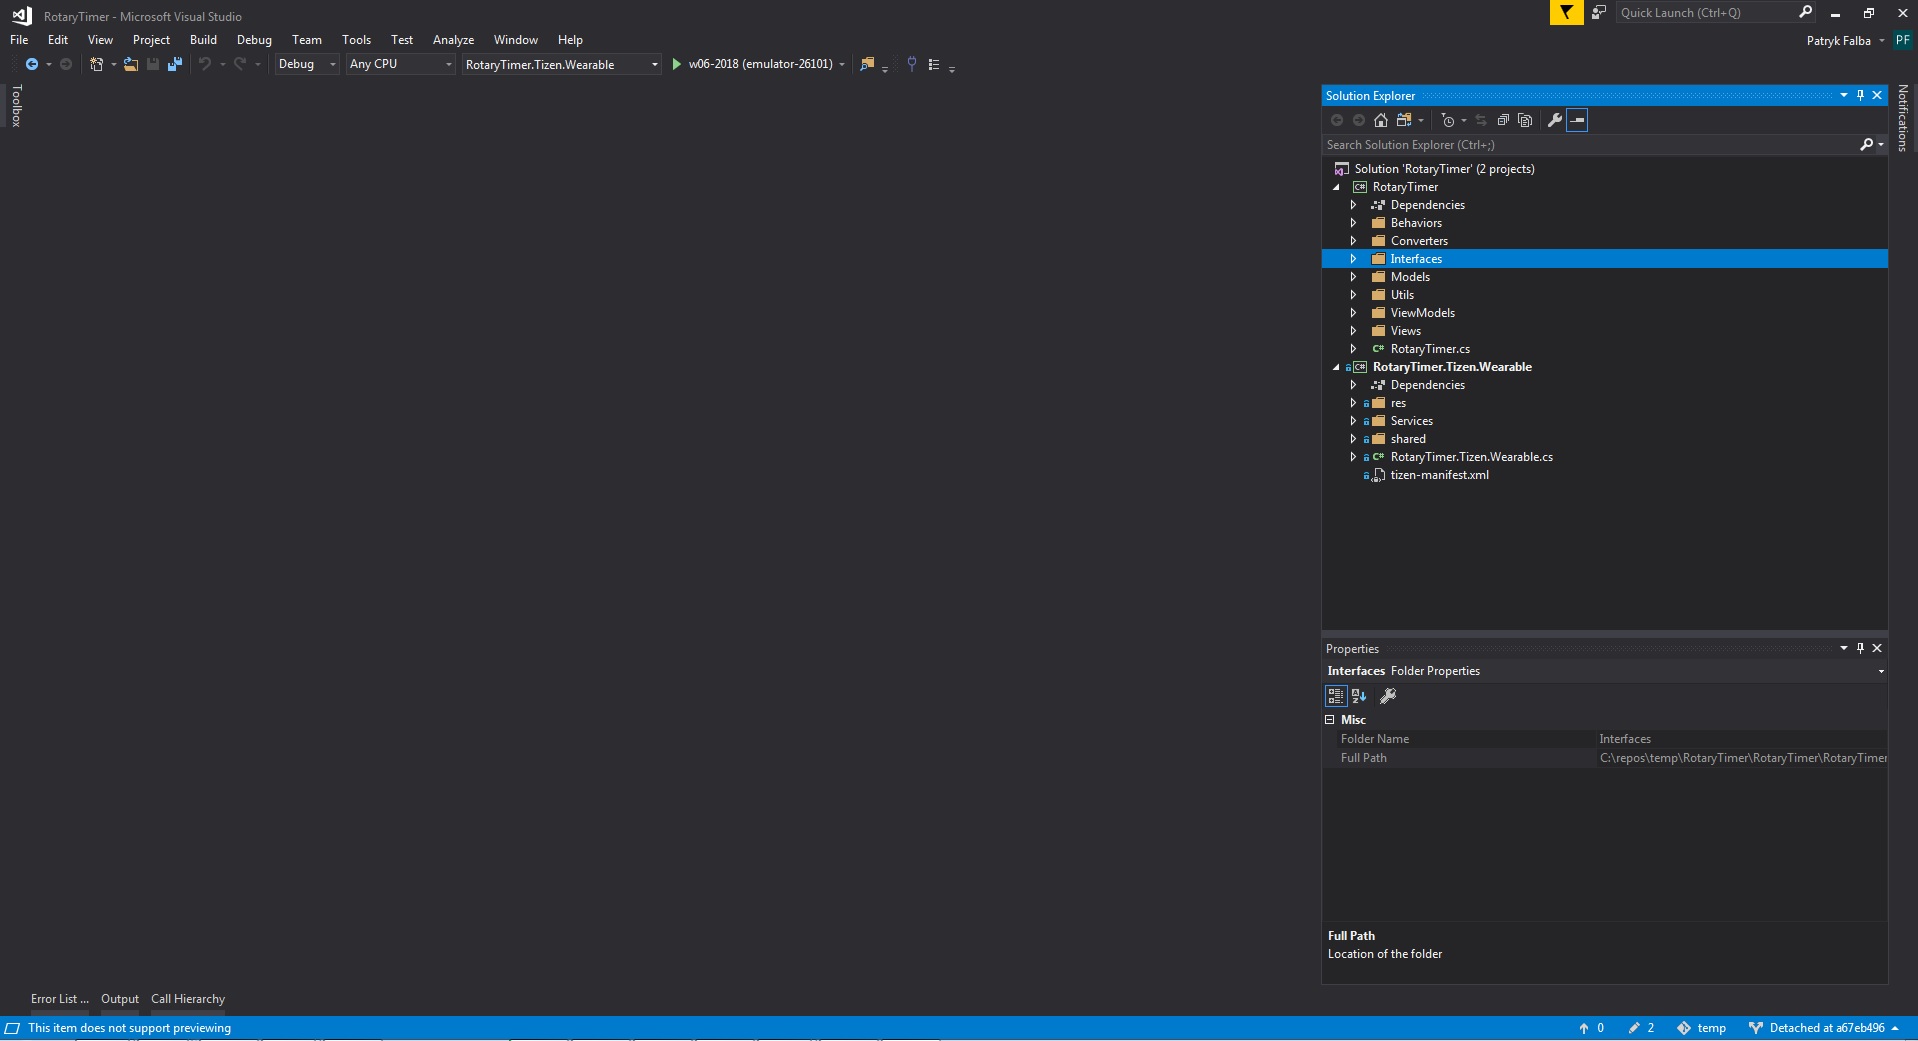 RotaryTimer - Microsoft Visual Studio
Quick Launch (Ctrl+Q)
File Edit View Project Build Debug Team Tools Test Analyze Window Help
Patryk Falba PF
Debug Any CPU RotaryTimer.Tizen.Wearable w06-2018 (emulator-26101)
Toolbox
Solution Explorer
Notifications
Search Solution Explorer (Ctrl+;)
Solution 'RotaryTimer' (2 projects)
C# RotaryTimer
Dependencies
Behaviors
Converters
Interfaces
Models
Utils
ViewModels
Views
C# RotaryTimer.cs
C# RotaryTimer.Tizen.Wearable
Dependencies
res
Services
shared
C# RotaryTimer.Tizen.Wearable.cs
tizen-manifest.xml
Properties
Interfaces Folder Properties
Misc
Folder Name Interfaces
Full Path C:\repos\temp\RotaryTimer\RotaryTimer\RotaryTimer
Full Path
Location of the folder
Error List ... Output Call Hierarchy
This item does not support previewing
0 2 temp Detached at a67eb496